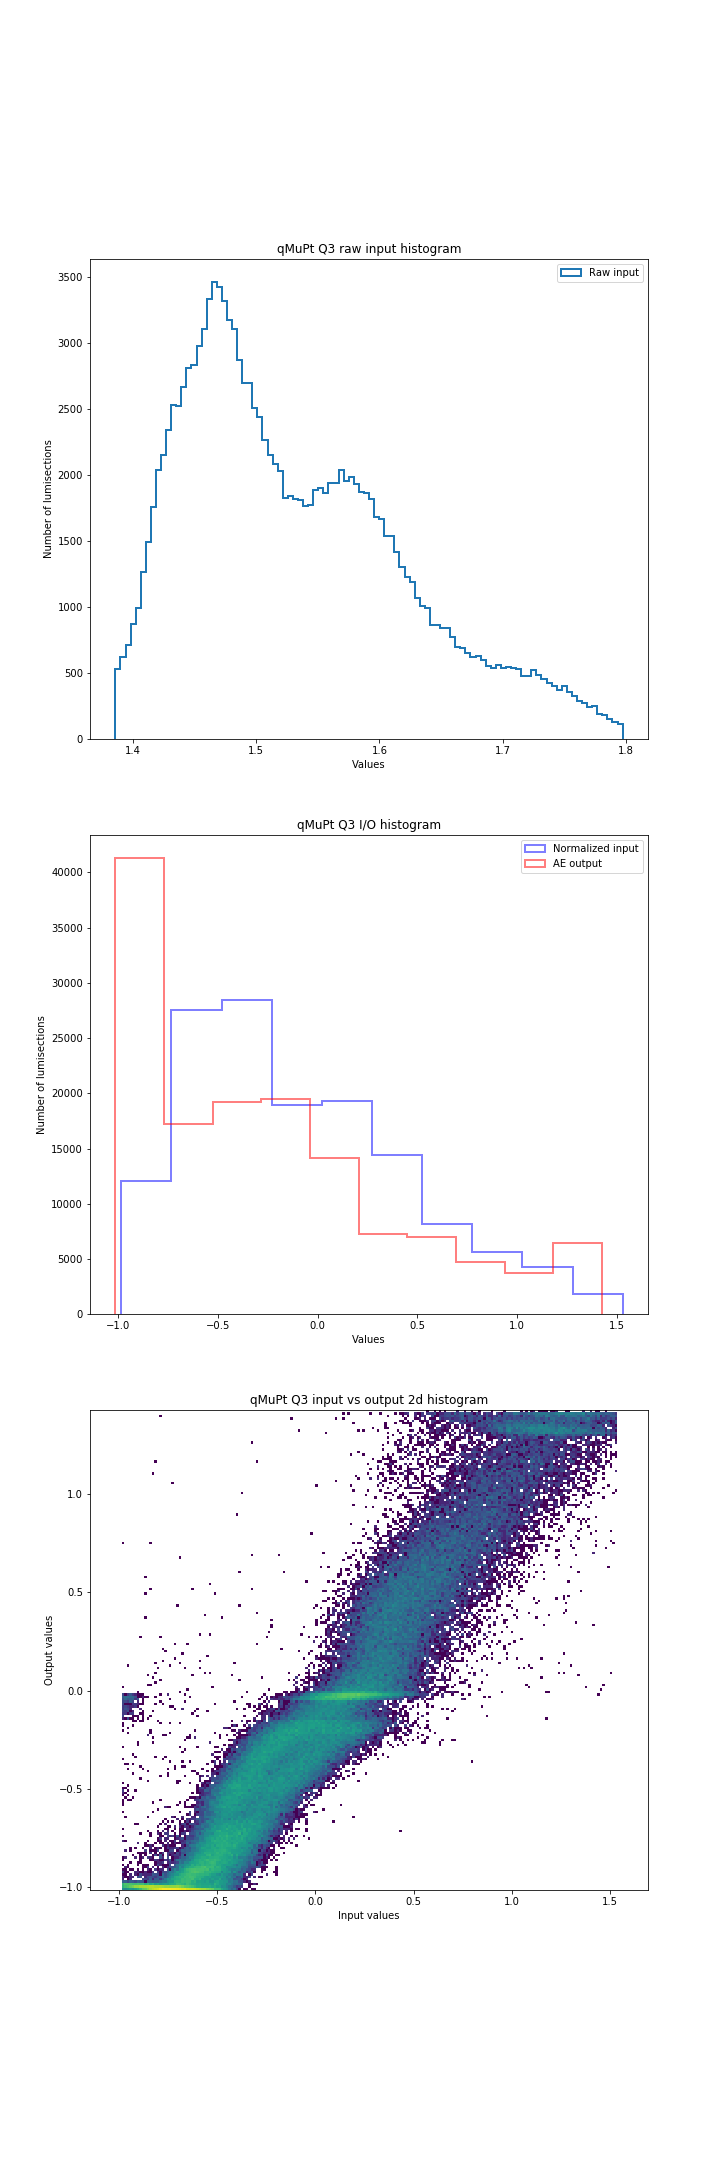 qMuPt Q3 raw input histogram
Raw input
3500
3000
2500
2000
1500
1000
500
0
Number of lumisections
1.4 1.5 1.6 1.7 1.8
Values
qMuPt Q3 I/O histogram
Normalized input
AE output
40000
35000
30000
25000
20000
15000
10000
5000
0
Number of lumisections
−1.0 −0.5 0.0 0.5 1.0 1.5
Values
qMuPt Q3 input vs output 2d histogram
1.0
0.5
0.0
−0.5
−1.0
Output values
−1.0 −0.5 0.0 0.5 1.0 1.5
Input values